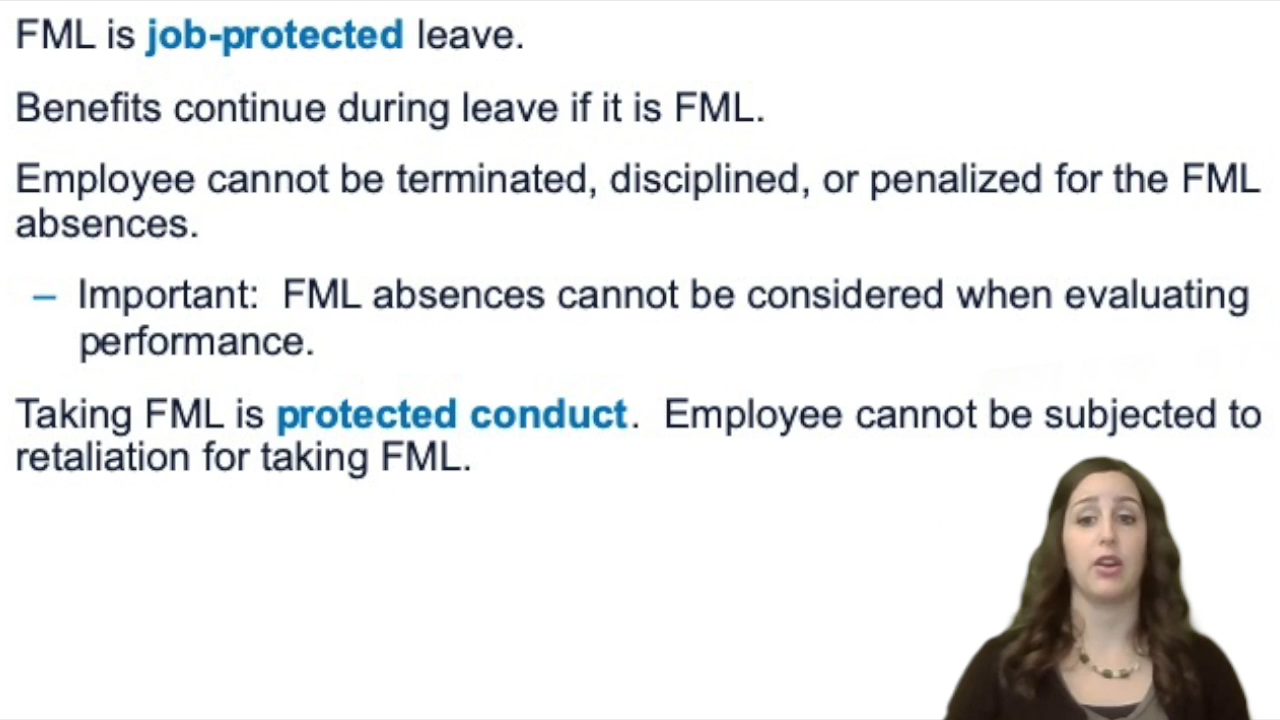 FML is job-protected leave.
Benefits continue during leave if it is FML.
Employee cannot be terminated, disciplined, or penalized for the FML
absences.
– Important:  FML absences cannot be considered when evaluating
performance.
Taking FML is protected conduct.  Employee cannot be subjected to
retaliation for taking FML.